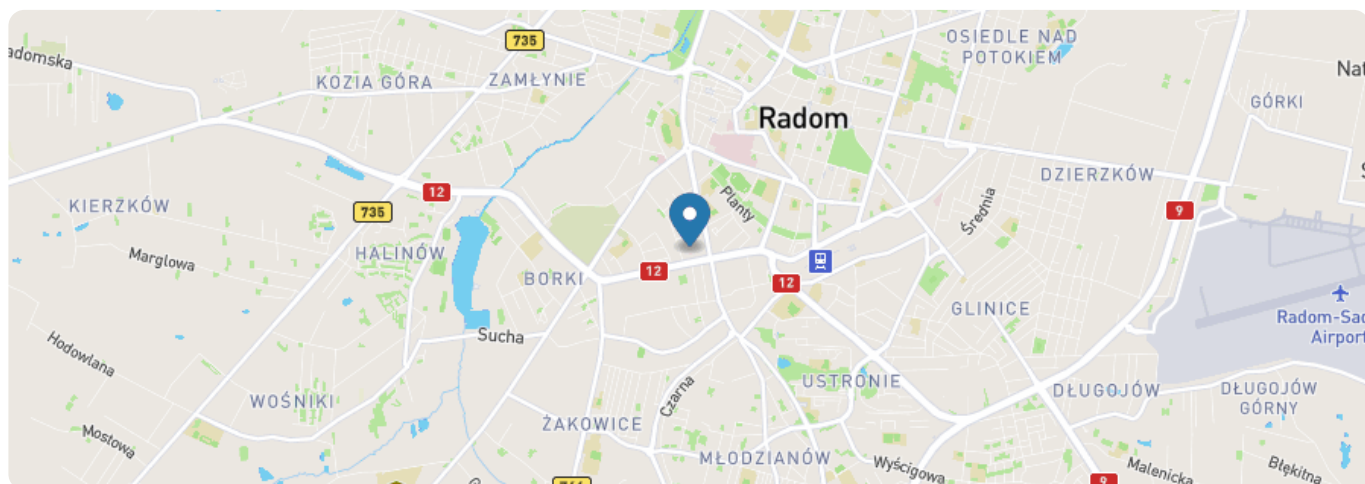 735
OSIEDLE NAD
POTOKIEM
adomska
KOZIA GÓRA
ZAMŁYNIE
Nat
GÓRKI
Radom
DZIERZKÓW
12
735
KIERZKÓW
Planty
Średnia
9
HALINÓW
Marglowa
BORKI
12
12
GLINICE
Radom-Sad
Airport
Sucha
Hodowlana
WOŚNIKI
Czarna
USTRONIE
DŁUGOJÓW
DŁUGOJÓW
GÓRNY
ŻAKOWICE
Mostowa
MŁODZIANÓW
Wyścigowa
Malenicka
Błękitna
9